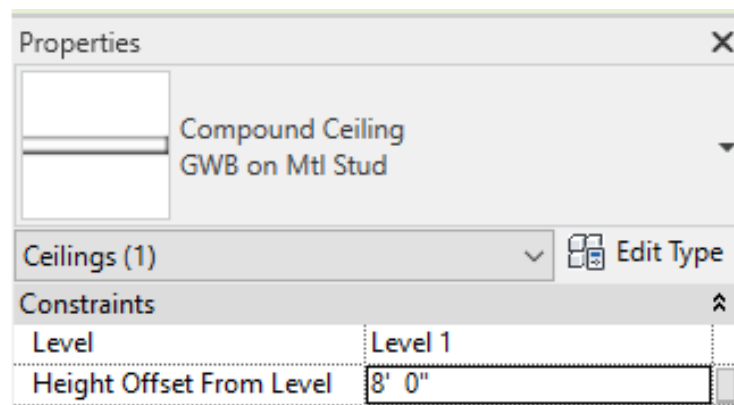 Properties
Compound Ceiling
GWB on Mtl Stud
Ceilings (1) Edit Type
Constraints
Level Level 1
Height Offset From Level 8' 0"